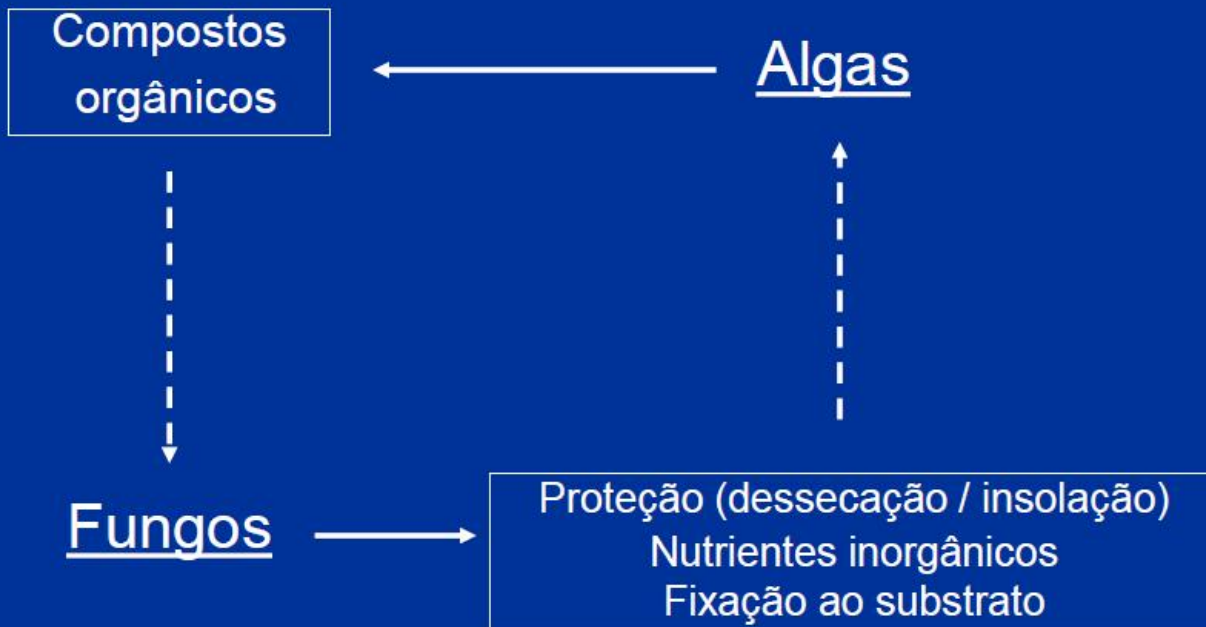 Compostos
orgânicos
Algas
Fungos
Proteção (dessecação / insolação)
Nutrientes inorgânicos
Fixação ao substrato